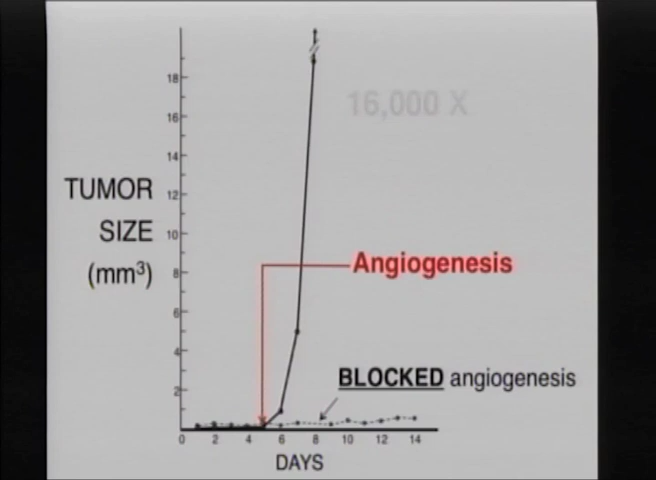 16,000 X
TUMOR
SIZE
(mm³)
18
16
14
12
10
8
6
4
2
Angiogenesis
BLOCKED angiogenesis
0 2 4 6 8 10 12 14
DAYS